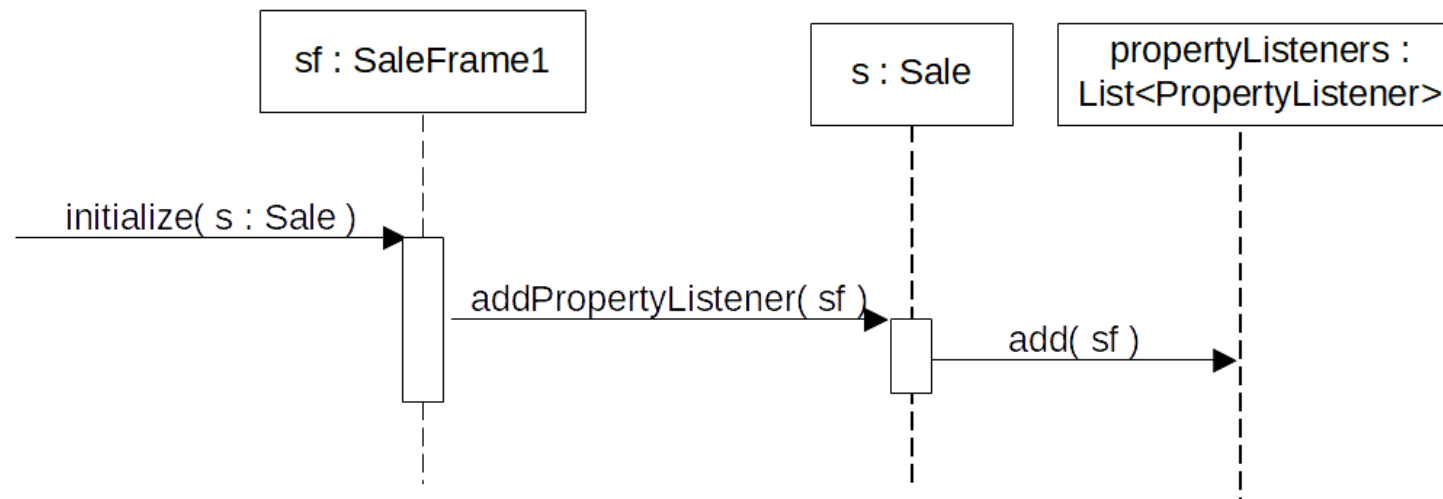 sf : SaleFrame1
s : Sale
propertyListeners :
List<PropertyListener>
initialize( s : Sale )
addPropertyListener( sf )
add( sf )